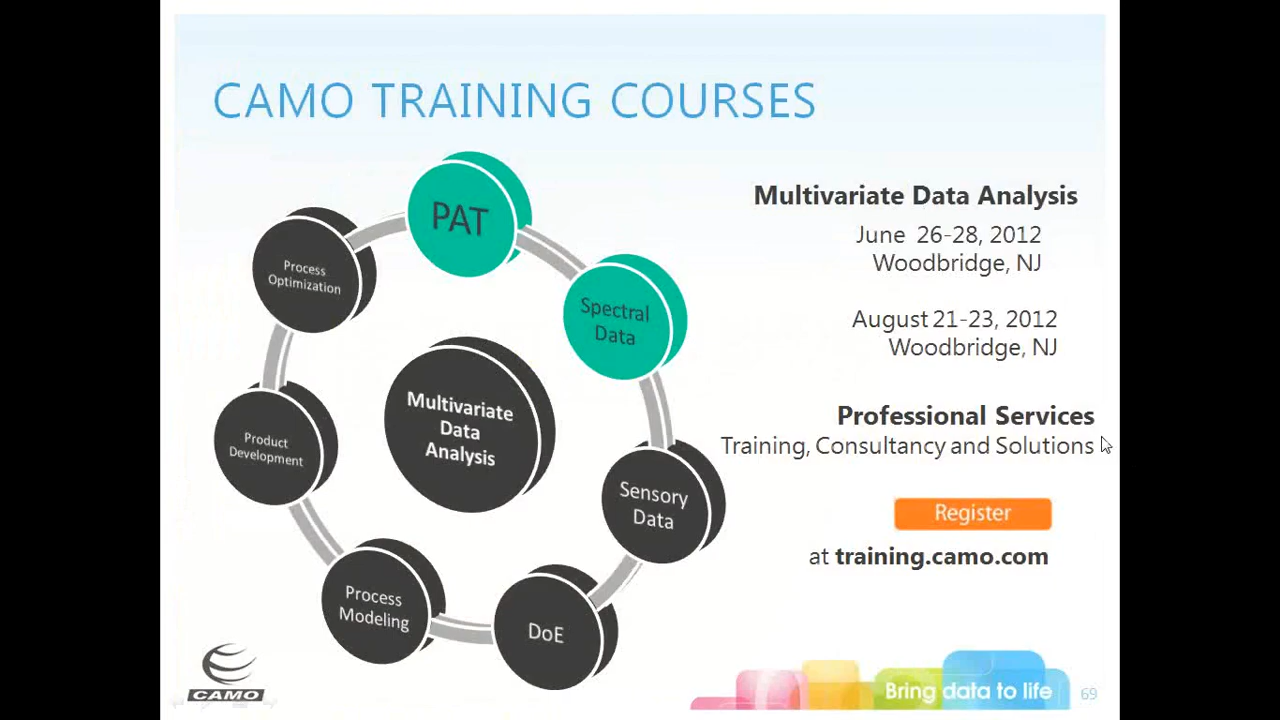 CAMO TRAINING COURSES
PAT
Spectral
Data
Sensory
Data
DoE
Process
Modeling
Product
Development
Process
Optimization
Multivariate
Data
Analysis
Multivariate Data Analysis
June 26-28, 2012
Woodbridge, NJ
August 21-23, 2012
Woodbridge, NJ
Professional Services
Training, Consultancy and Solutions
Register
at training.camo.com
CAMO
Bring data to life
69